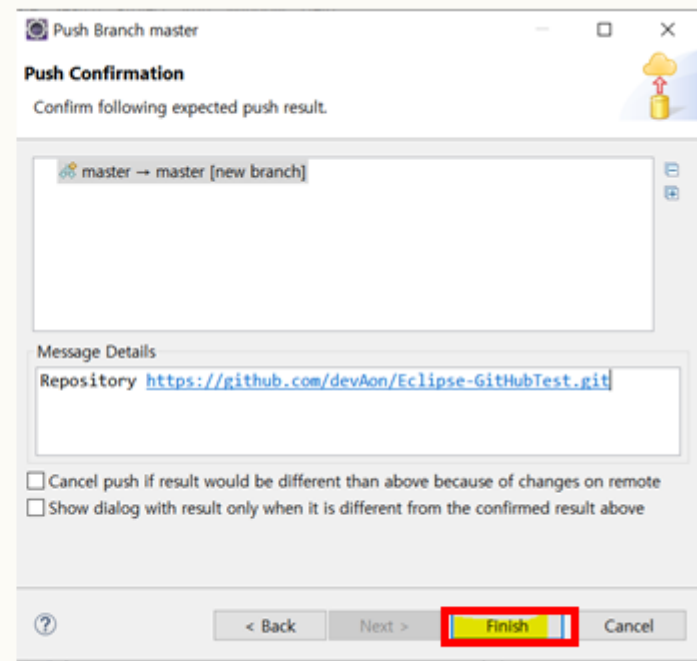 Push Branch master
Push Confirmation
Confirm following expected push result.
master → master [new branch]
Message Details
Repository https://github.com/devAon/Eclipse-GitHubTest.git
Cancel push if result would be different than above because of changes on remote
Show dialog with result only when it is different from the confirmed result above
< Back Next > Finish Cancel